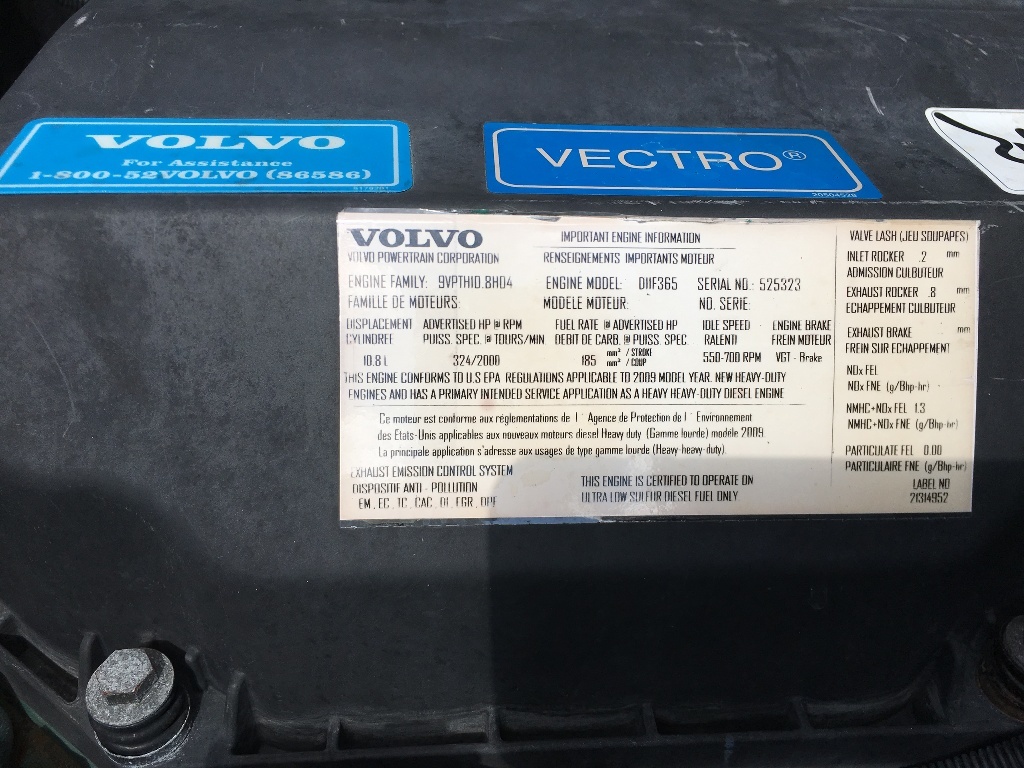 VOLVO
For Assistance
1-800-52VOLVO (86586)
VECTRO®
20504529
VOLVO
VOLVO POWERTRAIN CORPORATION
IMPORTANT ENGINE INFORMATION
RENSEIGNEMENTS IMPORTANTS MOTEUR
ENGINE FAMILY: 9VPTH10.8H04 ENGINE MODEL: D11F365 SERIAL NO.: 525323
FAMILLE DE MOTEURS: MODÈLE MOTEUR: NO. SERIE:
DISPLACEMENT ADVERTISED HP @ RPM FUEL RATE @ ADVERTISED HP IDLE SPEED ENGINE BRAKE
CYLINDREE PUISS. SPEC. @ TOURS/MIN DEBIT DE CARB. @ PUISS. SPEC. RALENTI FREIN MOTEUR
10.8 L 324/2000 185 mm³ / STROKE mm³ / COUP 550-700 RPM VGT - Brake
THIS ENGINE CONFORMS TO U.S EPA REGULATIONS APPLICABLE TO 2009 MODEL YEAR. NEW HEAVY-DUTY
ENGINES AND HAS A PRIMARY INTENDED SERVICE APPLICATION AS A HEAVY HEAVY-DUTY DIESEL ENGINE
Ce moteur est conforme aux réglementations de l ' Agence de Protection de l ' Environnement
des États-Unis applicables aux nouveaux moteurs diesel Heavy duty (Gamme lourde) modèle 2009.
La principale application s'adresse aux usages de type gamme lourde (Heavy-heavy-duty)
EXHAUST EMISSION CONTROL SYSTEM
DISPOSITIF ANTI - POLLUTION
EM, EC, TC, CAC, DI, EGR, DPF
THIS ENGINE IS CERTIFIED TO OPERATE ON
ULTRA LOW SULFUR DIESEL FUEL ONLY
VALVE LASH (JEU SOUPAPES)
INLET ROCKER .2 mm
ADMISSION CULBUTEUR
EXHAUST ROCKER .8 mm
ECHAPPEMENT CULBUTEUR
EXHAUST BRAKE mm
FREIN SUR ECHAPPEMENT
NOx FEL
NOx FNE (g/Bhp-hr)
NMHC+NOx FEL 1.3
NMHC+NOx FNE (g/Bhp-hr)
PARTICULATE FEL 0.00
PARTICULAIRE FNE (g/Bhp-hr)
LABEL NO
21314952